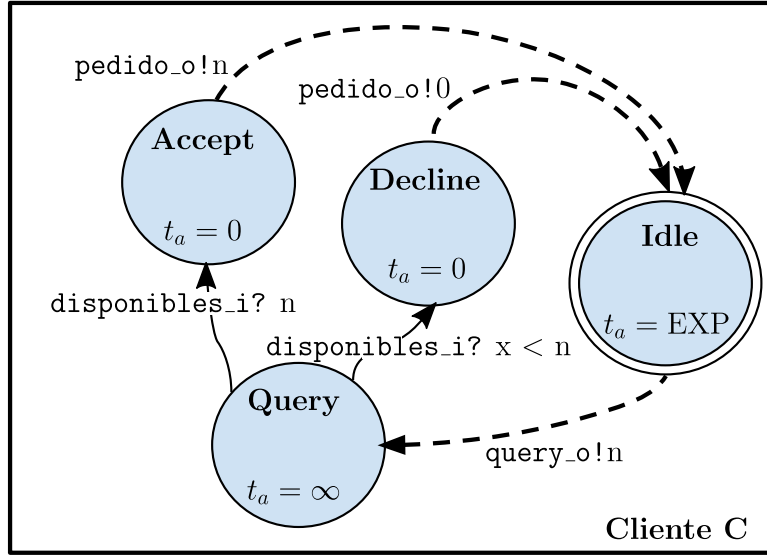 pedido_o!n
pedido_o!0
Accept
t_a = 0
Decline
t_a = 0
Idle
t_a = EXP
disponibles_i? n
disponibles_i? x < n
Query
t_a = ∞
query_o!n
Cliente C